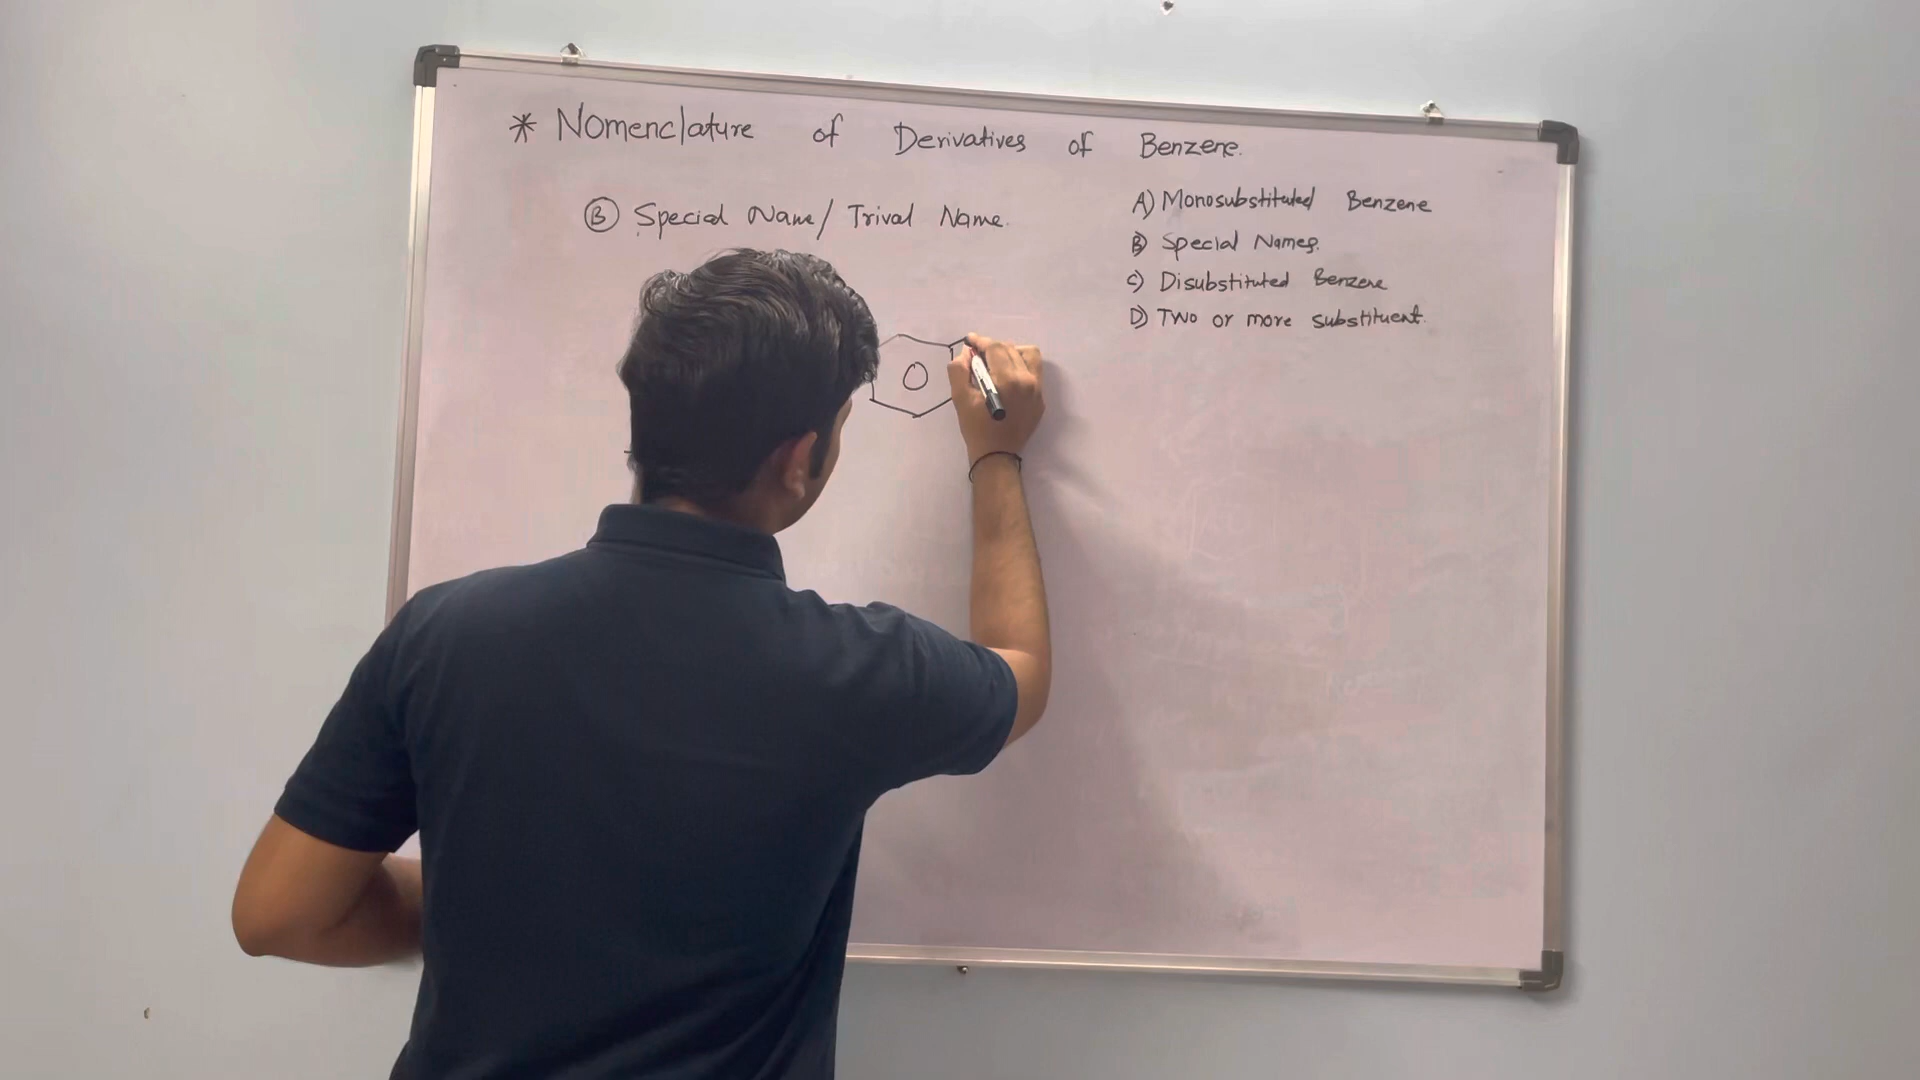 * Nomenclature of Derivatives of Benzene.
Ⓑ Special Name/ Trival Name.
A) Monosubstituted Benzene
B) Special Names.
C) Disubstituted Benzene
D) Two or more substituent.